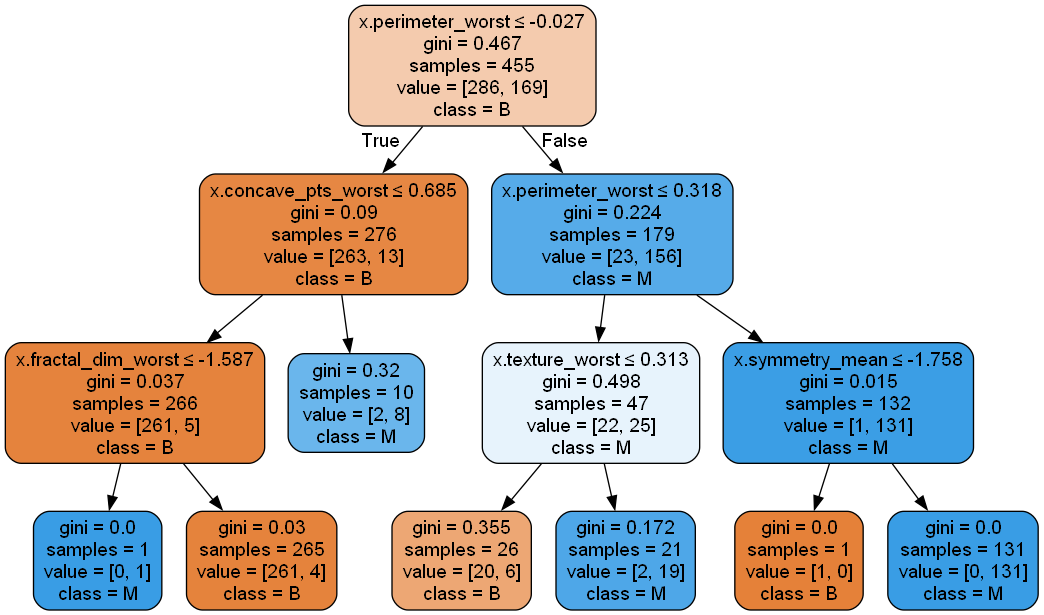 x.perimeter_worst ≤ -0.027
gini = 0.467
samples = 455
value = [286, 169]
class = B
True
False
x.concave_pts_worst ≤ 0.685
gini = 0.09
samples = 276
value = [263, 13]
class = B
x.perimeter_worst ≤ 0.318
gini = 0.224
samples = 179
value = [23, 156]
class = M
x.fractal_dim_worst ≤ -1.587
gini = 0.037
samples = 266
value = [261, 5]
class = B
gini = 0.32
samples = 10
value = [2, 8]
class = M
x.texture_worst ≤ 0.313
gini = 0.498
samples = 47
value = [22, 25]
class = M
x.symmetry_mean ≤ -1.758
gini = 0.015
samples = 132
value = [1, 131]
class = M
gini = 0.0
samples = 1
value = [0, 1]
class = M
gini = 0.03
samples = 265
value = [261, 4]
class = B
gini = 0.355
samples = 26
value = [20, 6]
class = B
gini = 0.172
samples = 21
value = [2, 19]
class = M
gini = 0.0
samples = 1
value = [1, 0]
class = B
gini = 0.0
samples = 131
value = [0, 131]
class = M